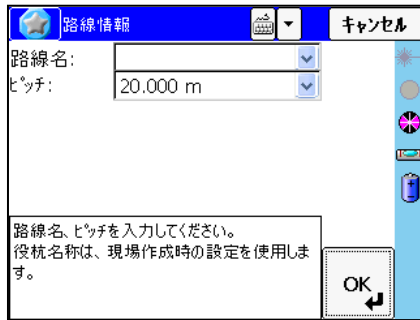 路線情報
キャンセル
路線名:
ﾋﾟｯﾁ: 20.000 m
路線名、ﾋﾟｯﾁを入力してください。
役杭名称は、現場作成時の設定を使用しま
す。
OK